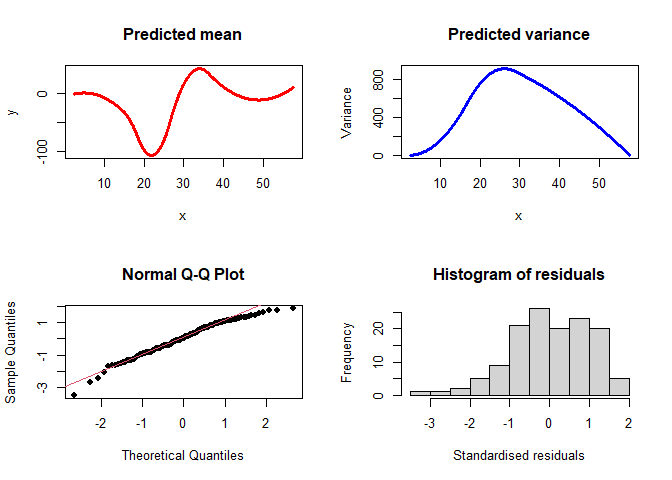 Predicted mean
y
0
-100
10 20 30 40 50
x
Predicted variance
Variance
800
400
0
10 20 30 40 50
x
Normal Q-Q Plot
Sample Quantiles
1
-1
-3
-2 -1 0 1 2
Theoretical Quantiles
Histogram of residuals
Frequency
20
10
0
-3 -2 -1 0 1 2
Standardised residuals